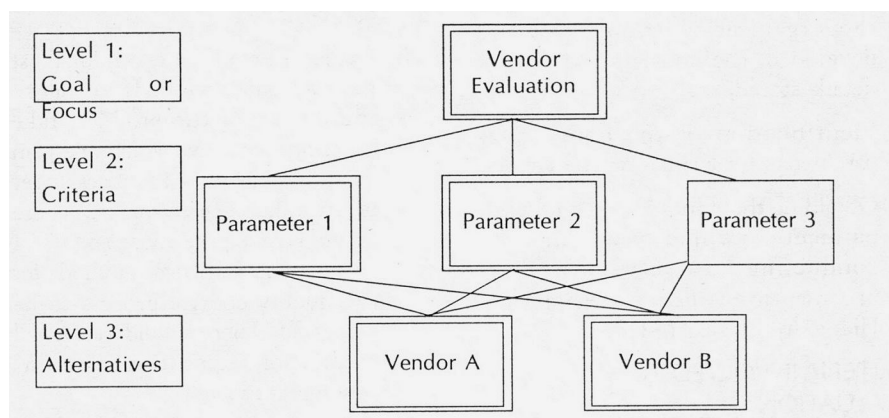 Level 1:
Goal or
Focus
Vendor
Evaluation
Level 2:
Criteria
Parameter 1
Parameter 2
Parameter 3
Level 3:
Alternatives
Vendor A
Vendor B